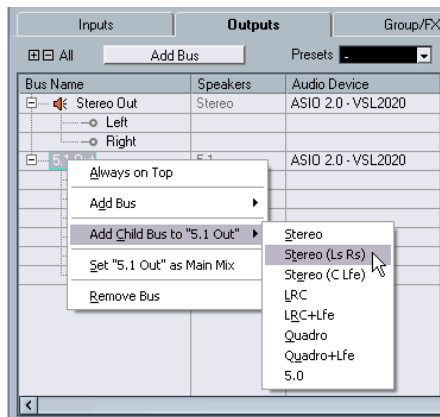 Inputs Outputs Group/FX
All Add Bus Presets -
Bus Name Speakers Audio Device
Stereo Out Stereo ASIO 2.0 - VSL2020
Left
Right
5.1 Out 5.1 ASIO 2.0 - VSL2020
Always on Top
Add Bus
Add Child Bus to "5.1 Out"
Set "5.1 Out" as Main Mix
Remove Bus
Stereo
Stereo (Ls Rs)
Stereo (C Lfe)
LRC
LRC+Lfe
Quadro
Quadro+Lfe
5.0